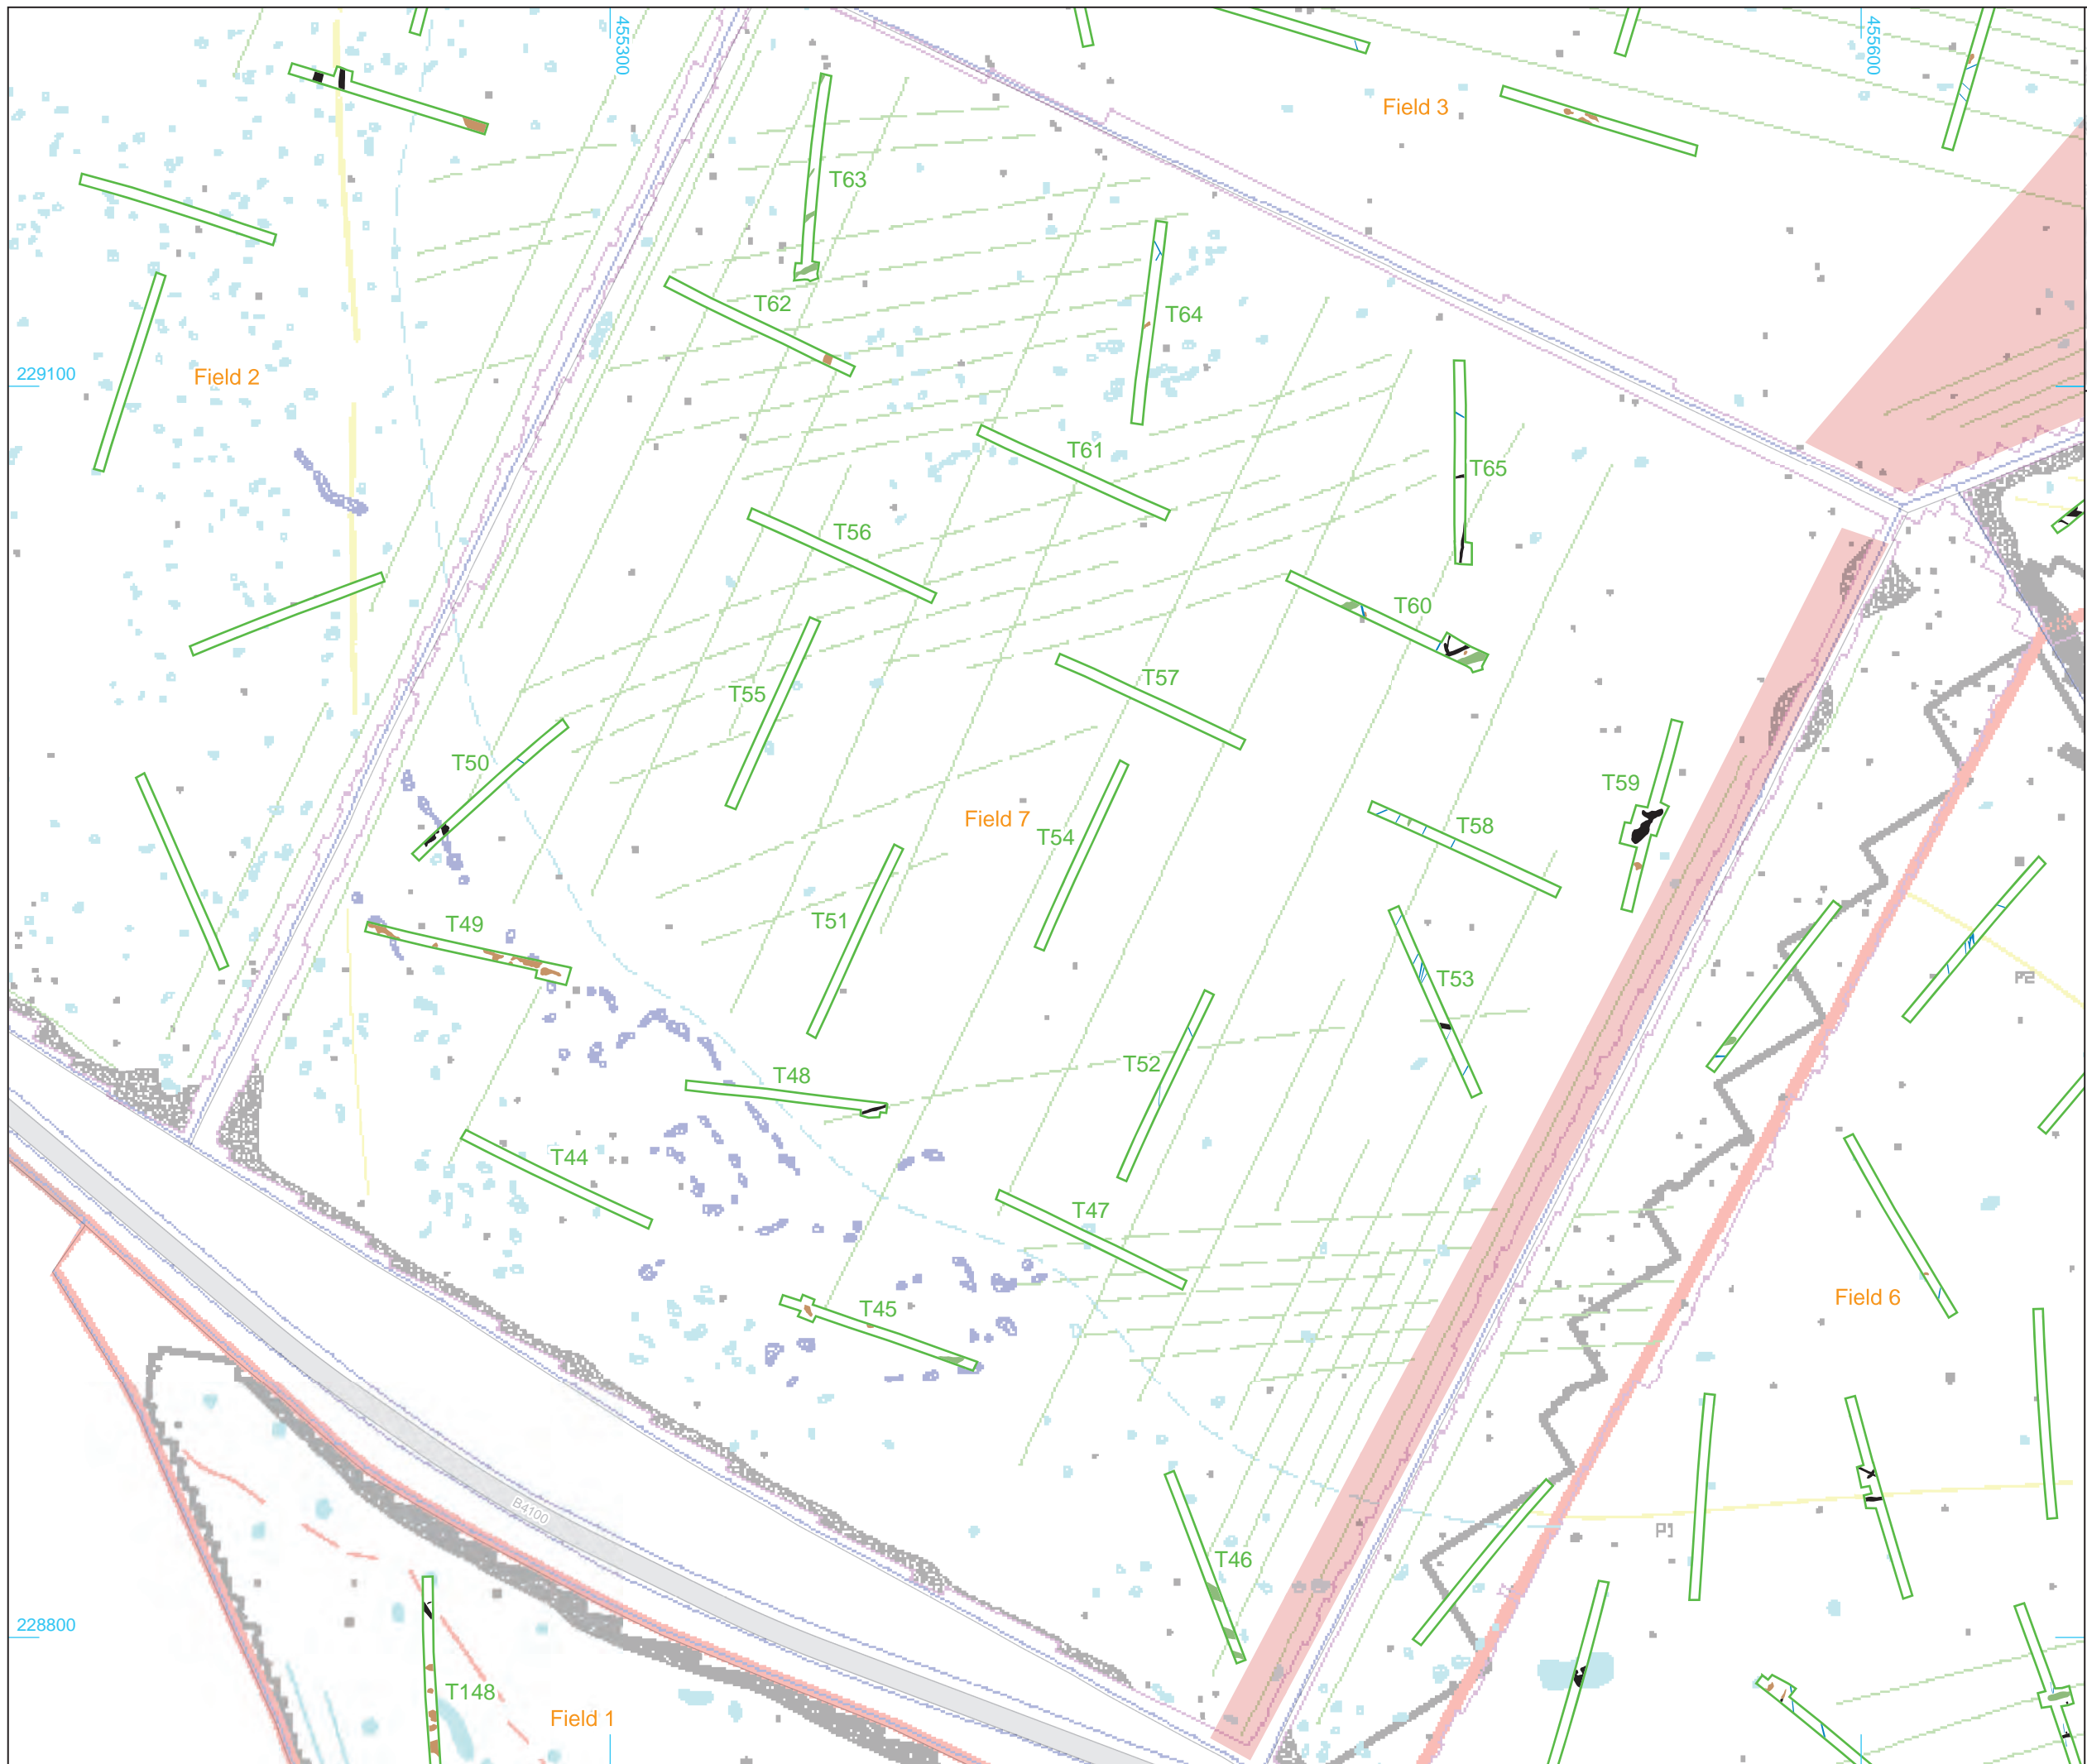 455300
455600
Field 3
T63
T62
T64
229100
Field 2
T61
T65
T56
T60
T55
T57
T50
T59
Field 7
T54
T58
T51
T49
T53
P2
T52
T48
T44
T47
Field 6
T45
B4100
P1
T46
228800
T148
Field 1